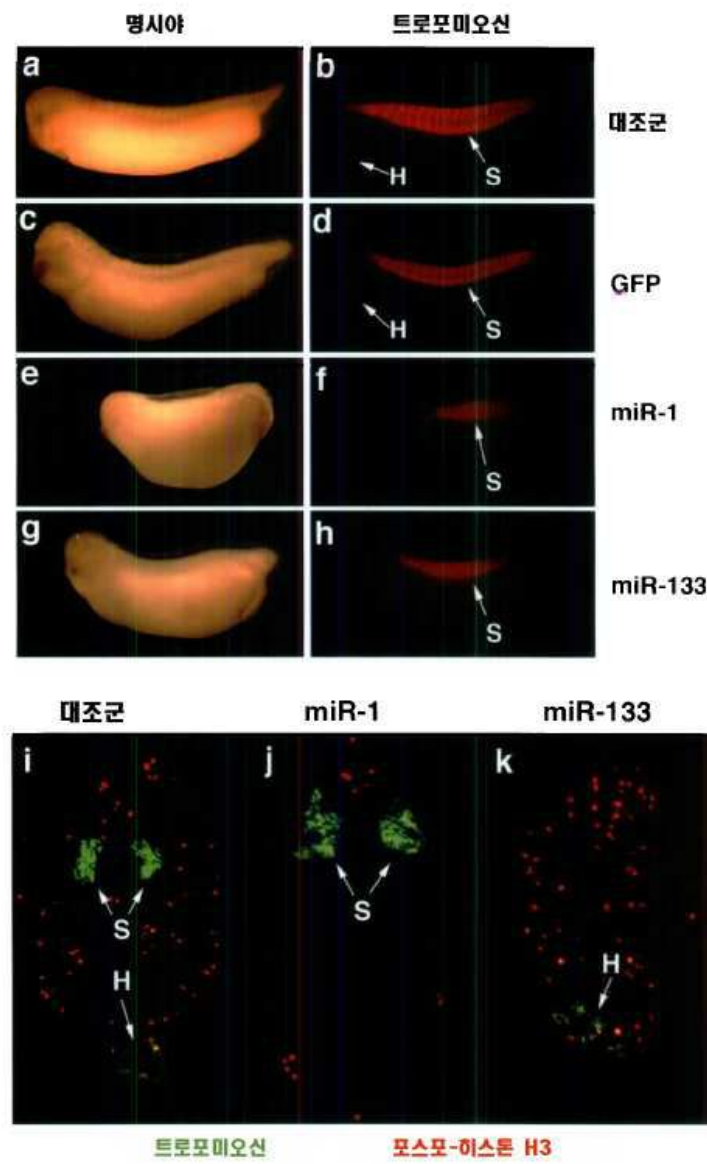 명시야 트로포미오신
a b 대조군
H S
c d GFP
H S
e f miR-1
S
g h miR-133
S
대조군 miR-1 miR-133
i j k
S S H
H
트로포미오신 포스포-히스톤 H3